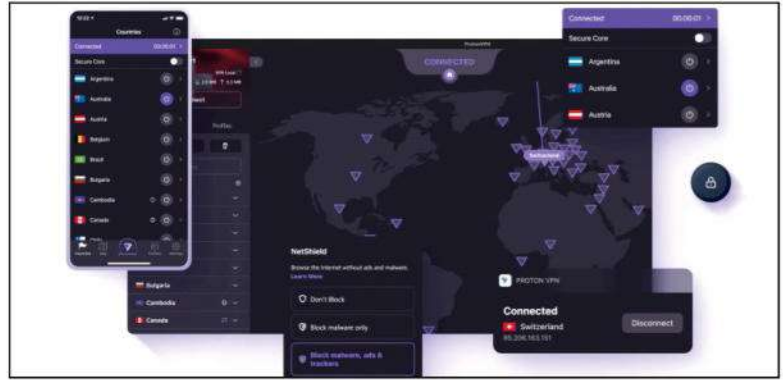 Countries
Connected 00:00:01
Secure Core
Argentina
Australia
Austria
Belgium
Brazil
Bulgaria
Cambodia
Canada
Profiles
Bulgaria
Cambodia
Canada
ProtonVPN
CONNECTED
Switzerland
NetShield
Browse the Internet without ads and malware.
Learn More
Don't Block
Block malware only
Block malware, ads &
trackers
Connected 00:00:01
Secure Core
Argentina
Australia
Austria
PROTON VPN
Connected
Switzerland
Disconnect